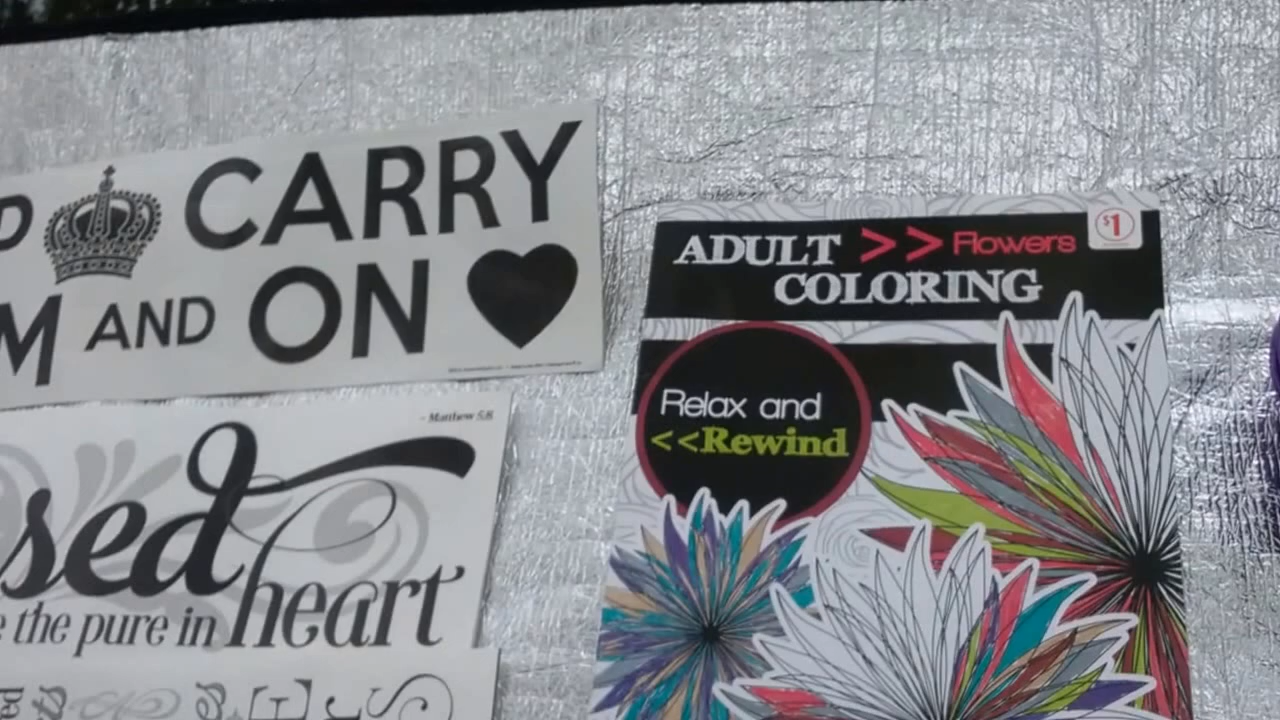 CARRY
AND ON
- Matthew 5:8
sed
the pure in heart
ADULT >> Flowers
$1
COLORING
Relax and
<<Rewind